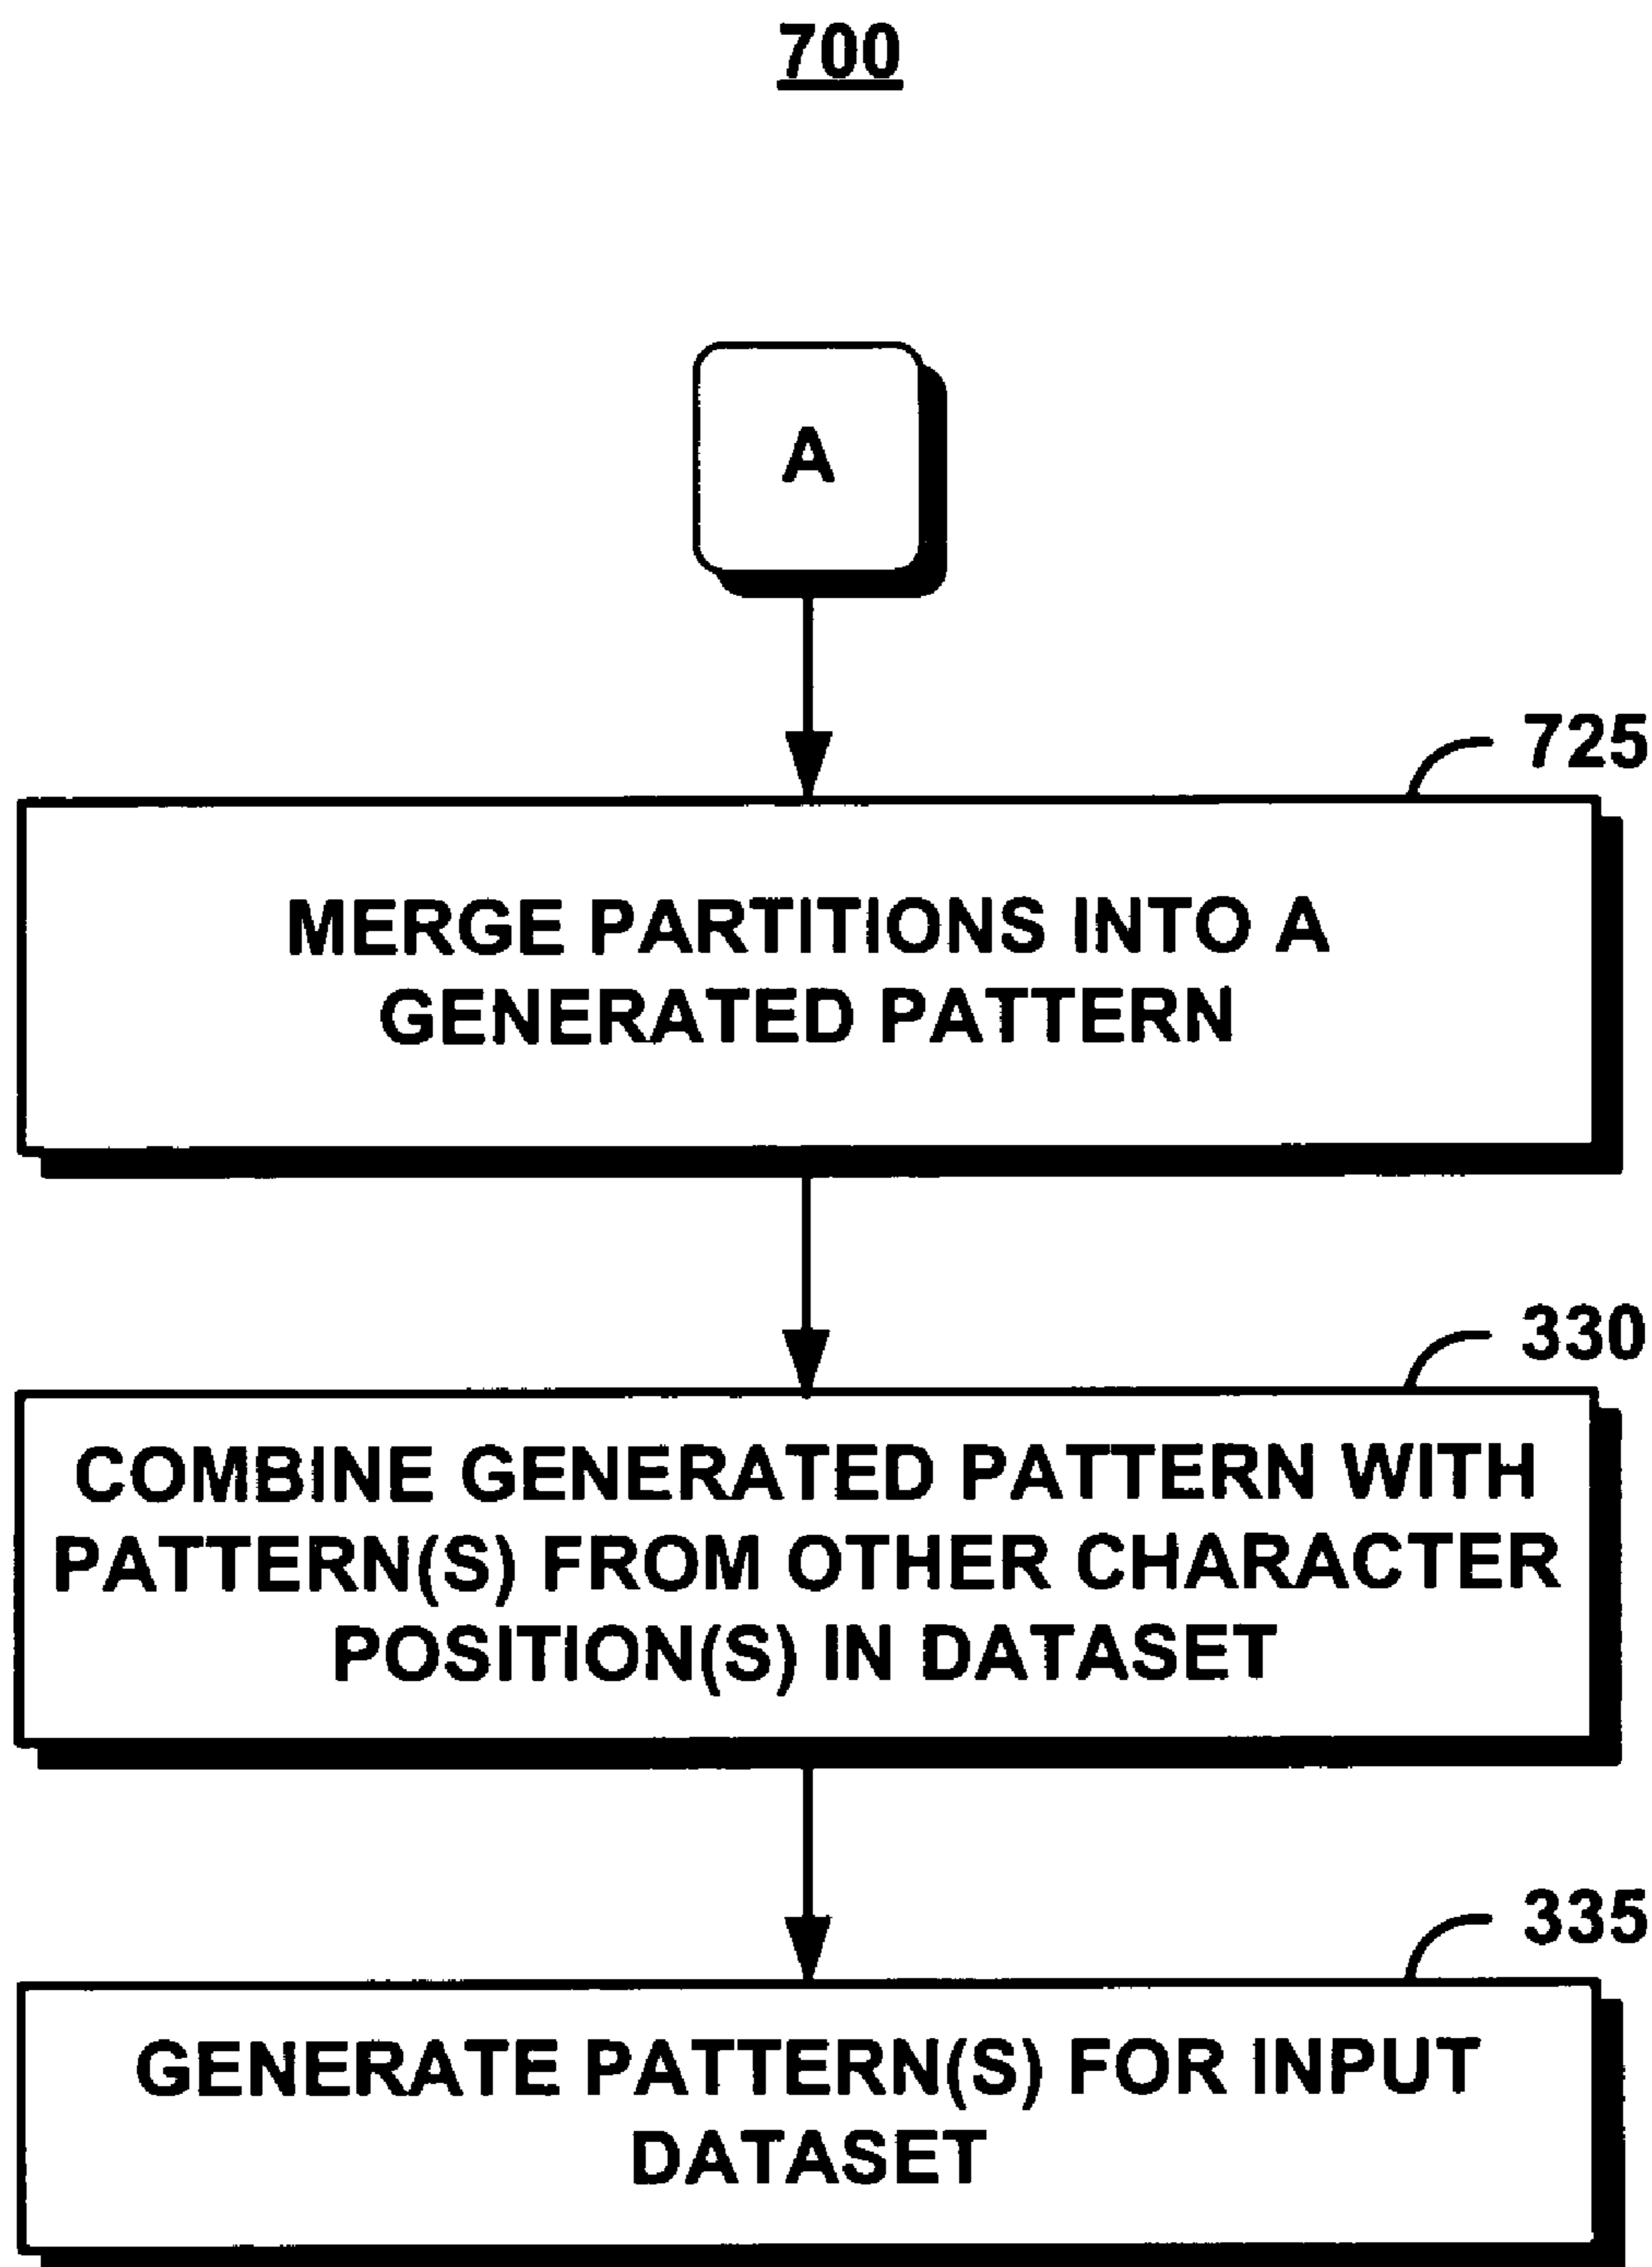 700
A
725
MERGE PARTITIONS INTO A
GENERATED PATTERN
330
COMBINE GENERATED PATTERN WITH
PATTERN(S) FROM OTHER CHARACTER
POSITION(S) IN DATASET
335
GENERATE PATTERN(S) FOR INPUT
DATASET